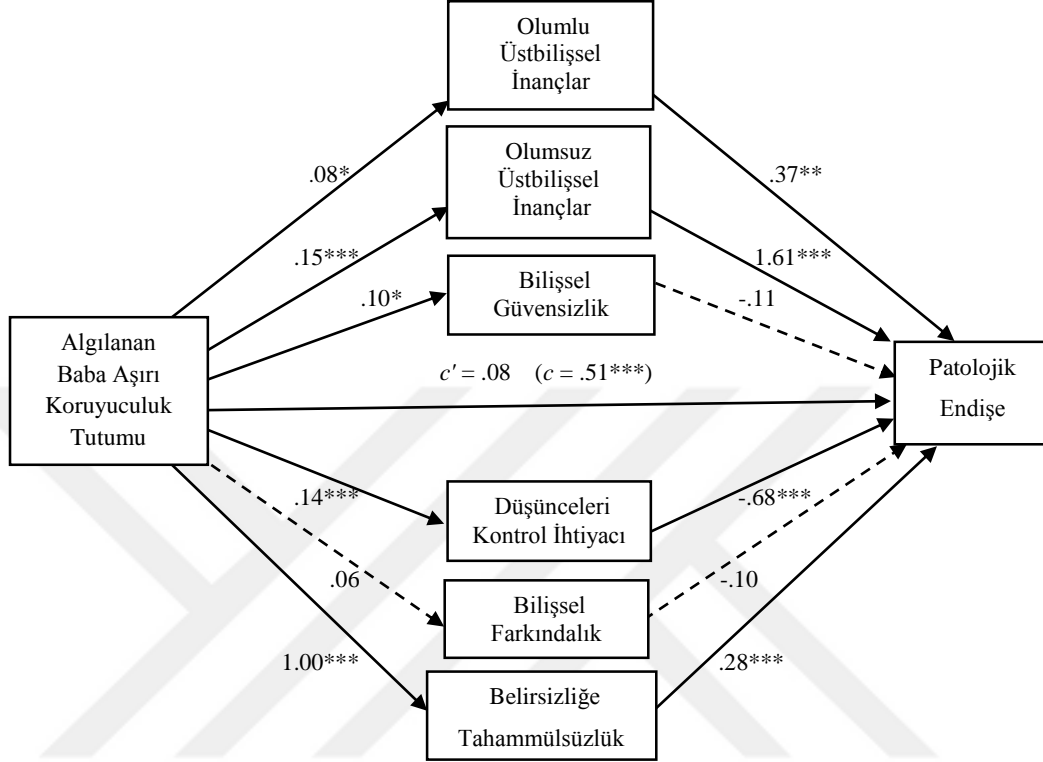 Olumlu
Üstbilişsel
İnançlar
.08*
.37**
Olumsuz
Üstbilişsel
İnançlar
.15***
1.61***
Bilişsel
Güvensizlik
.10*
-.11
Algılanan
Baba Aşırı
Koruyuculuk
Tutumu
c' = .08 (c = .51***)
Patolojik
Endişe
.14***
Düşünceleri
Kontrol İhtiyacı
-.68***
.06
Bilişsel
Farkındalık
-.10
1.00***
Belirsizliğe
Tahammülsüzlük
.28***